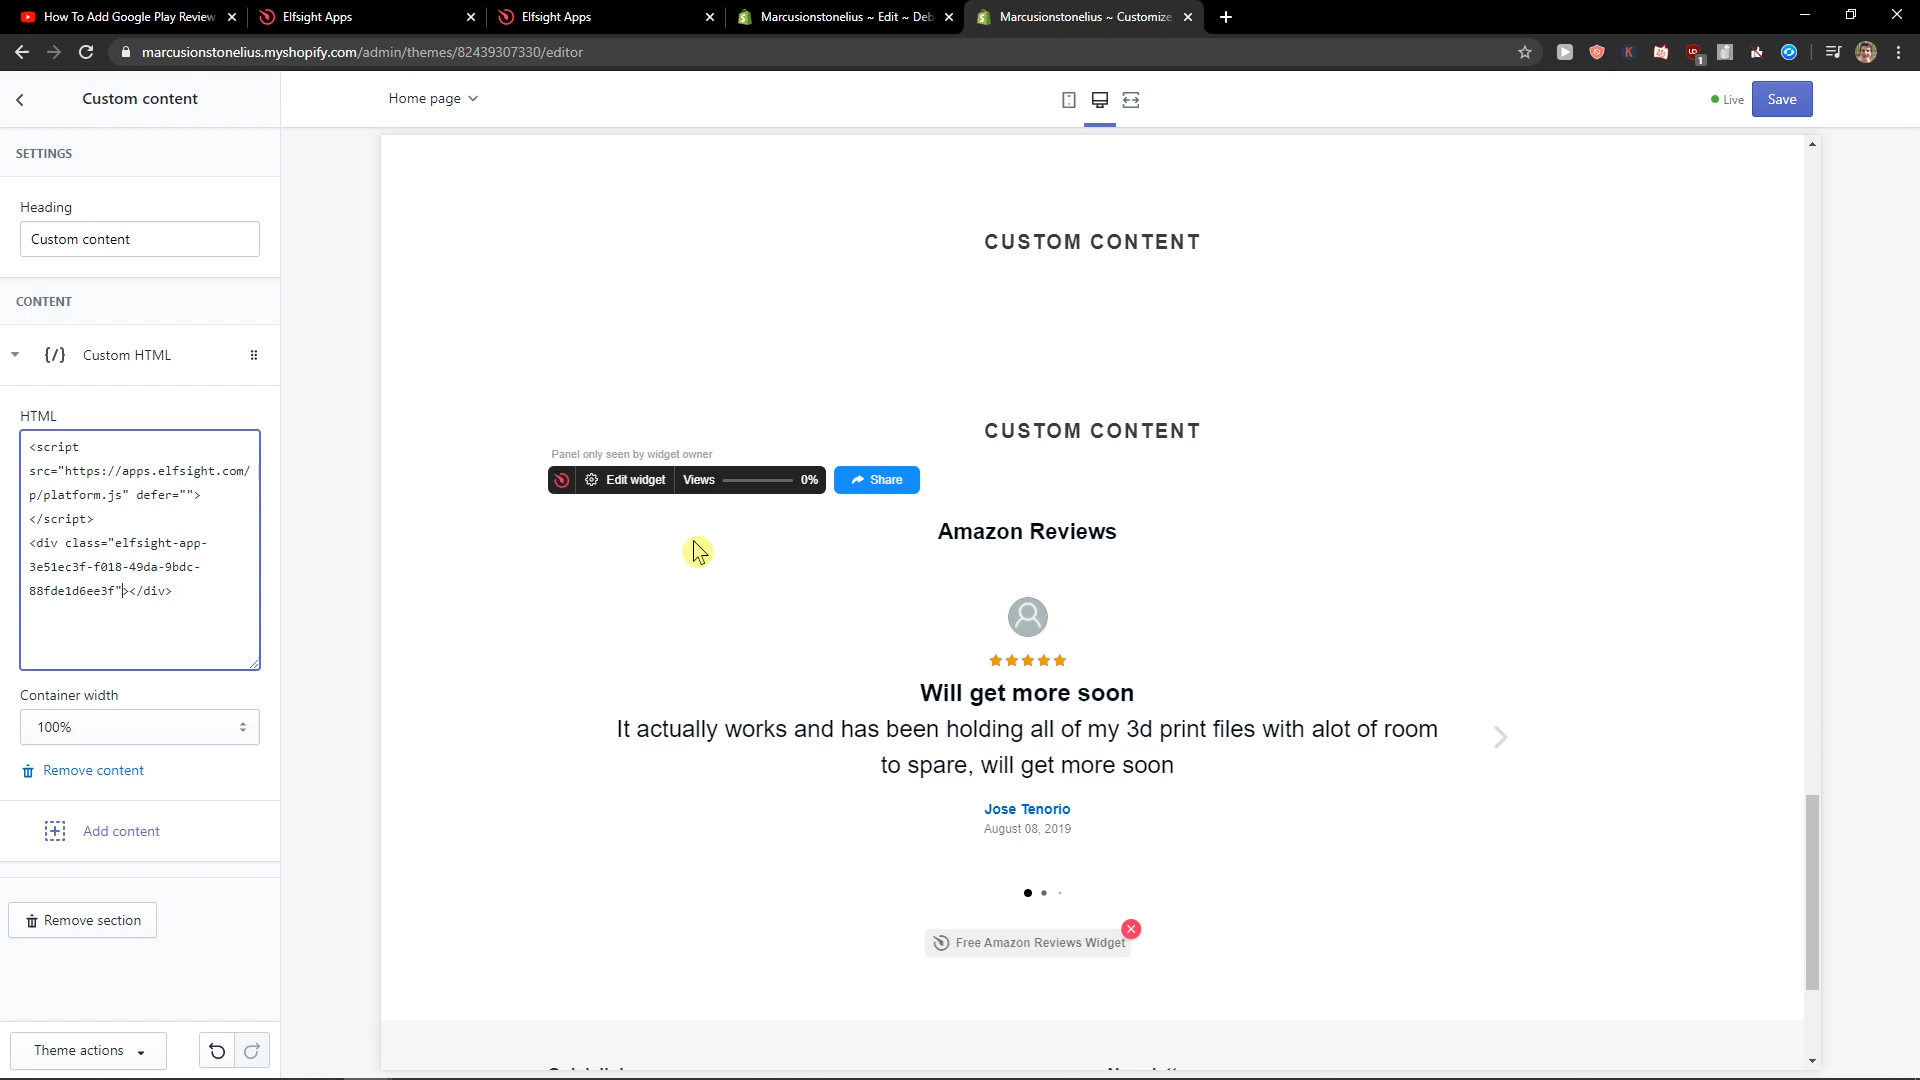 How To Add Google Play Review
Elfsight Apps
Elfsight Apps
Marcusionstonelius ~ Edit ~ Deb
Marcusionstonelius ~ Customize
marcusionstonelius.myshopify.com/admin/themes/82439307330/editor
K
1
Custom content
Home page
Live
Save
SETTINGS
Heading
Custom content
CONTENT
Custom HTML
HTML
<script
src="https://apps.elfsight.com/
p/platform.js" defer="">
</script>
<div class="elfsight-app-
3e51ec3f-f018-49da-9bdc-
88fde1d6ee3f"></div>
Container width
100%
Remove content
Add content
Remove section
Theme actions
CUSTOM CONTENT
CUSTOM CONTENT
Panel only seen by widget owner
Edit widget
Views
0%
Share
Amazon Reviews
Will get more soon
It actually works and has been holding all of my 3d print files with alot of room
to spare, will get more soon
Jose Tenorio
August 08, 2019
Free Amazon Reviews Widget